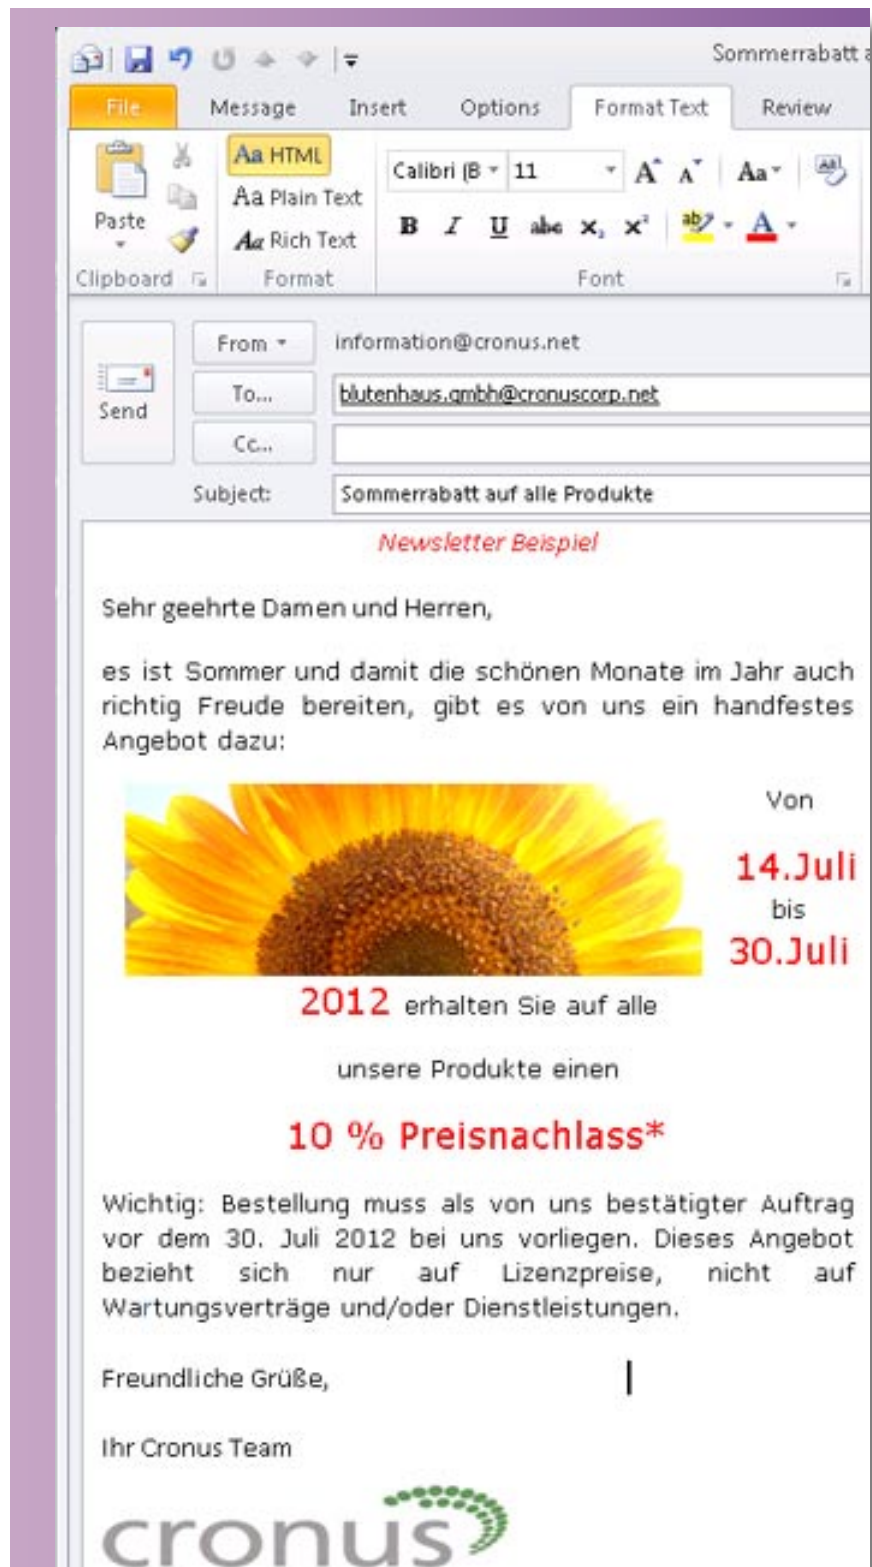 Sommerrabatt a
File Message Insert Options Format Text Review
Paste
Aa HTML
Aa Plain Text
Aa Rich Text
Calibri (B 11 A A Aa
B I U abc x₂ x² ab A
Clipboard Format Font
Send
From information@cronus.net
To... blutenhaus.gmbh@cronuscorp.net
Cc...
Subject: Sommerrabatt auf alle Produkte
Newsletter Beispiel
Sehr geehrte Damen und Herren,
es ist Sommer und damit die schönen Monate im Jahr auch
richtig Freude bereiten, gibt es von uns ein handfestes
Angebot dazu:
Von
14.Juli
bis
30.Juli
2012 erhalten Sie auf alle
unsere Produkte einen
10 % Preisnachlass*
Wichtig: Bestellung muss als von uns bestätigter Auftrag
vor dem 30. Juli 2012 bei uns vorliegen. Dieses Angebot
bezieht sich nur auf Lizenzpreise, nicht auf
Wartungsverträge und/oder Dienstleistungen.
Freundliche Grüße,
Ihr Cronus Team
cronus